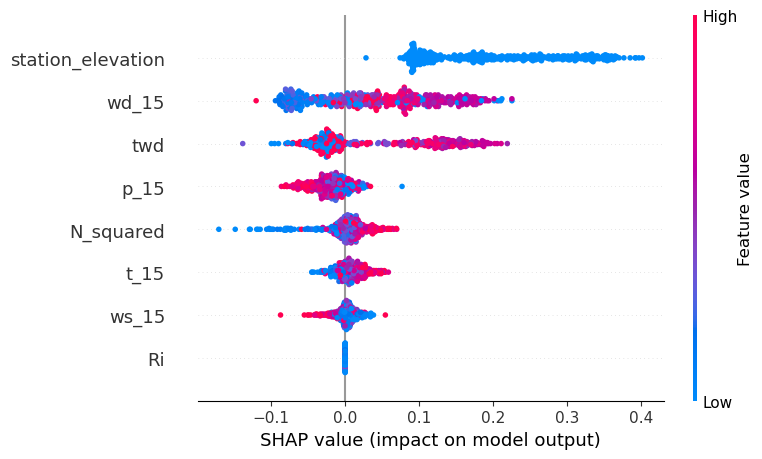 High
station_elevation
wd_15
twd
p_15
N_squared
t_15
ws_15
Ri
Feature value
Low
−0.1 0.0 0.1 0.2 0.3 0.4
SHAP value (impact on model output)